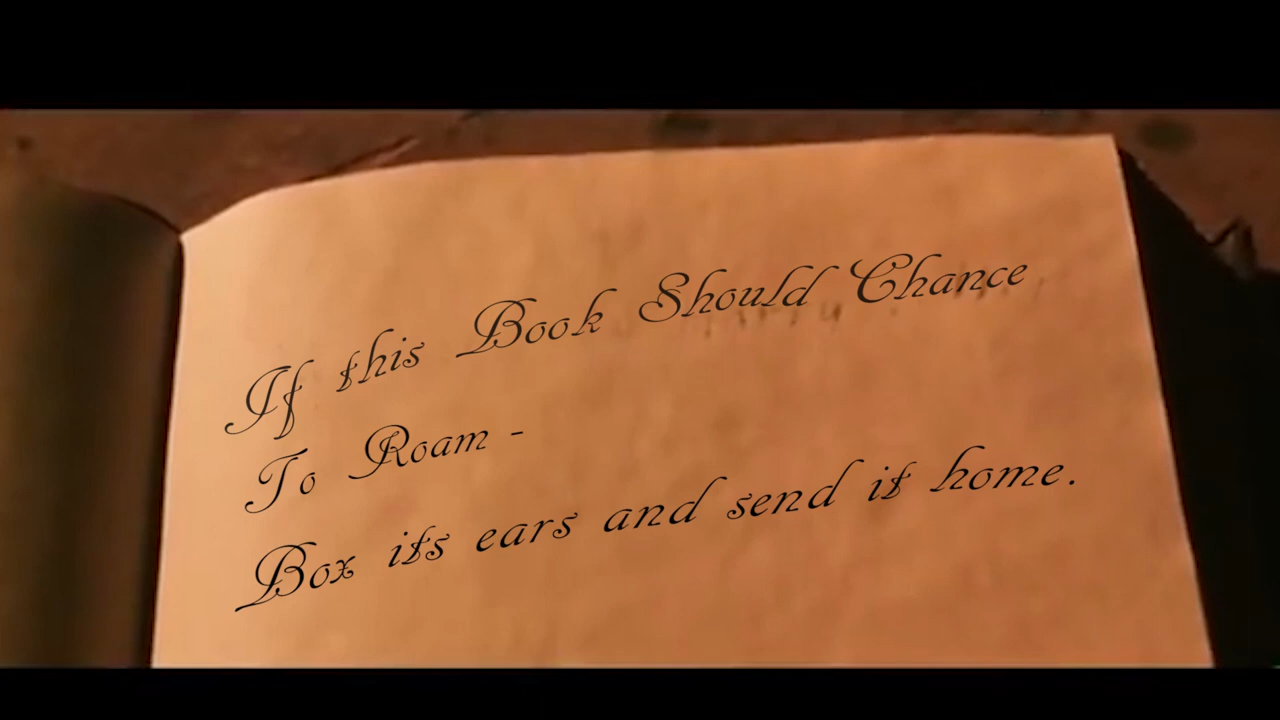 If this Book Should Chance
To Roam -
Box its ears and send it home.